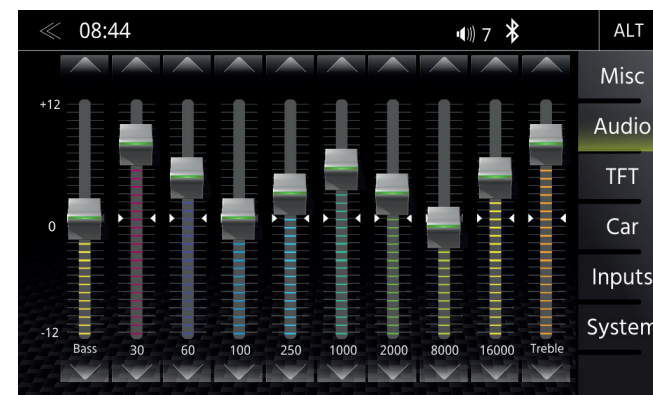 08:44
7
ALT
Misc
Audio
TFT
Car
Inputs
System
+12
0
-12
Bass 30 60 100 250 1000 2000 8000 16000 Treble